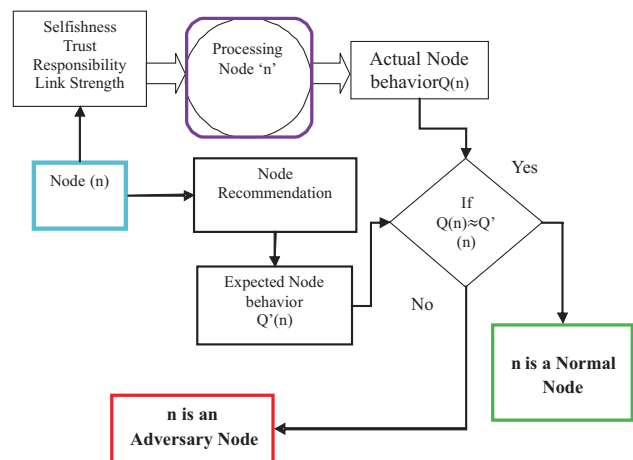 Selfishness
Trust
Responsibility
Link Strength
Processing
Node ‘n’
Actual Node
behaviorQ(n)
Node (n)
Node
Recommendation
Yes
If
Q(n)≈Q’
(n)
Expected Node
behavior
Q’(n)
No
n is a Normal
Node
n is an
Adversary Node